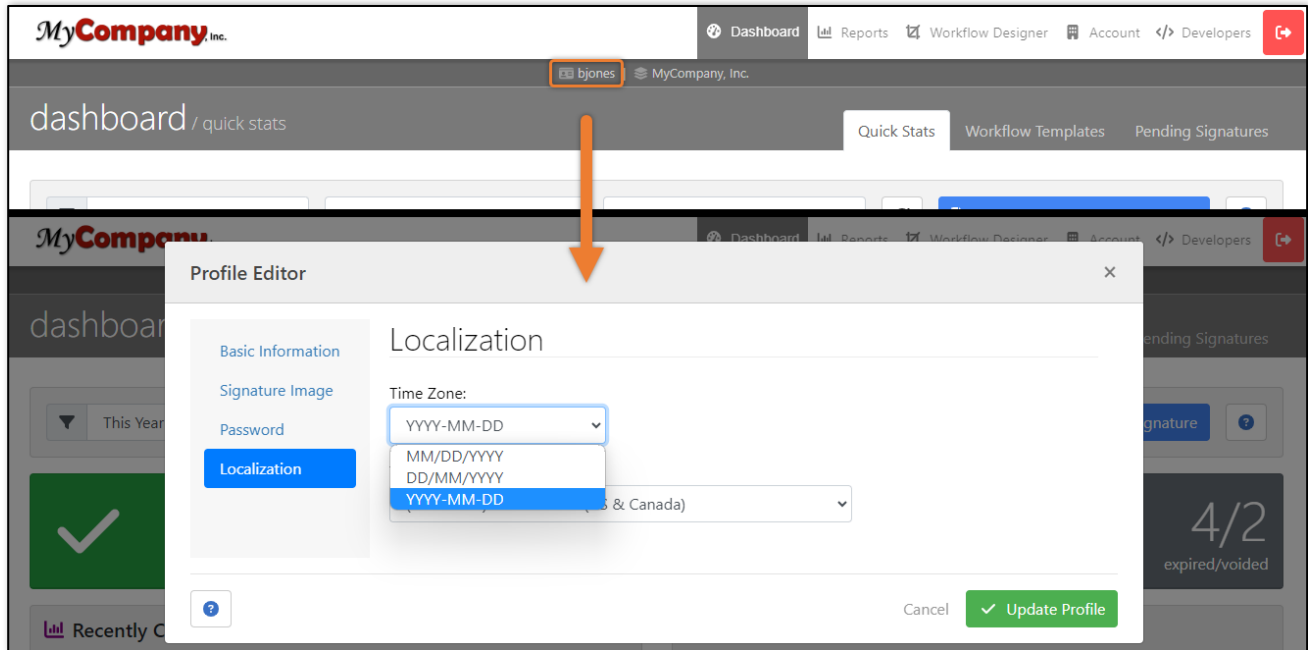 MyCompany, Inc.
Dashboard Reports Workflow Designer Account </> Developers
bjones MyCompany, Inc.
dashboard / quick stats
Quick Stats Workflow Templates Pending Signatures
Dashboard Reports Workflow Designer Account </> Developers
Profile Editor ×
dashboar
Pending Signatures
Basic Information
Signature Image
Password
Localization
Localization
Time Zone:
YYYY-MM-DD
MM/DD/YYYY
DD/MM/YYYY
YYYY-MM-DD
& Canada)
This Year
gnature
4/2
expired/voided
Cancel Update Profile
Recently C